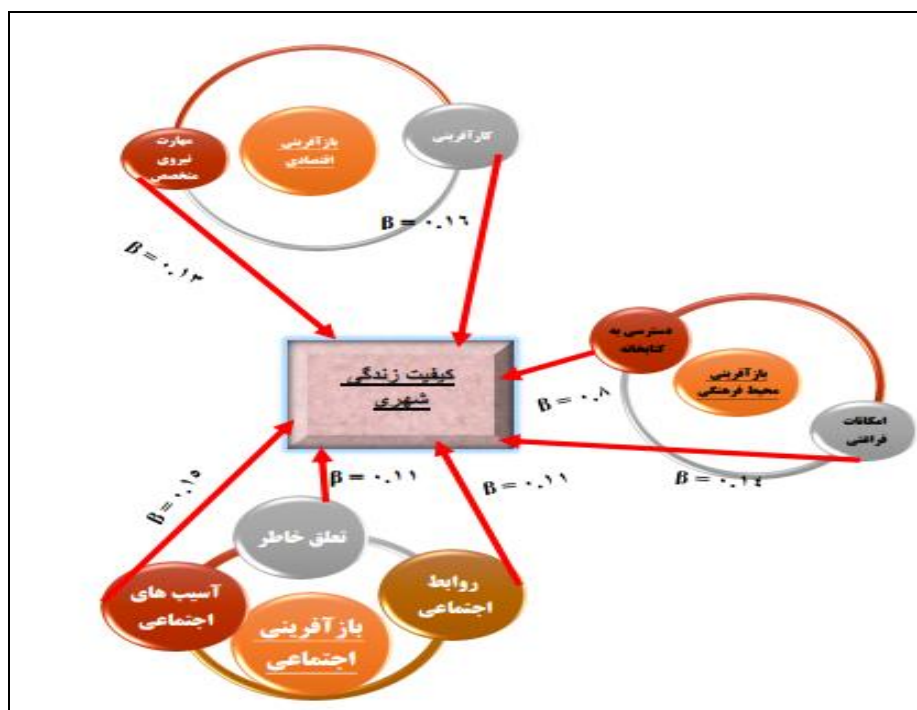 کارآفرینی
بازآفرینی
اقتصادی
مهارت
نیروی
متخصص
β = ۰.۱۶
β = ۰.۱۳
دسترسی به
کتابخانه
بازآفرینی
محیط فرهنگی
امکانات
فراغتی
β = ۰.۸
β = ۰.۱٤
کیفیت زندگی
شهری
β = ۰.۱۵
β = ۰.۱۱
β = ۰.۱۱
تعلق خاطر
روابط
اجتماعی
آسیب های
اجتماعی
بازآفرینی
اجتماعی